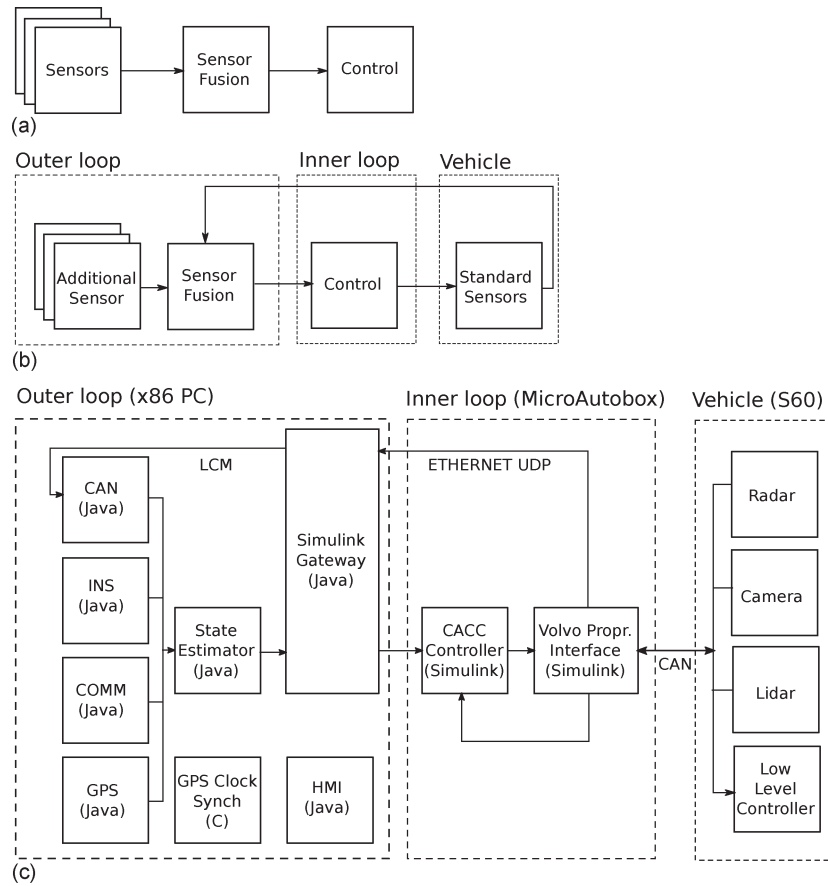 Sensors
Sensor
Fusion
Control
(a)
Outer loop
Inner loop
Vehicle
Additional
Sensor
Sensor
Fusion
Control
Standard
Sensors
(b)
Outer loop (x86 PC)
Inner loop (MicroAutobox)
Vehicle (S60)
LCM
ETHERNET UDP
CAN
(Java)
Radar
Simulink
Gateway
(Java)
INS
(Java)
Camera
State
Estimator
(Java)
CACC
Controller
(Simulink)
Volvo Propr.
Interface
(Simulink)
CAN
COMM
(Java)
Lidar
GPS
(Java)
GPS Clock
Synch
(C)
HMI
(Java)
Low
Level
Controller
(c)